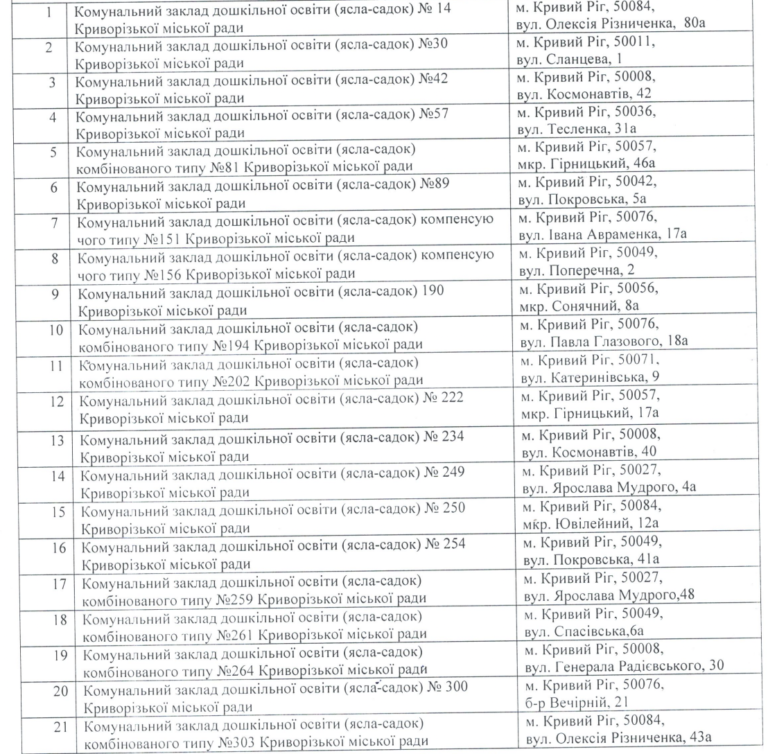 1 Комунальний заклад дошкільної освіти (ясла-садок) № 14 м. Кривий Ріг, 50084,
Криворізької міської ради вул. Олексія Різниченка, 80а
2 Комунальний заклад дошкільної освіти (ясла-садок) №30 м. Кривий Ріг, 50011,
Криворізької міської ради вул. Сланцева, 1
3 Комунальний заклад дошкільної освіти (ясла-садок) №42 м. Кривий Ріг, 50008,
Криворізької міської ради вул. Космонавтів, 42
4 Комунальний заклад дошкільної освіти (ясла-садок) №57 м. Кривий Ріг, 50036,
Криворізької міської ради вул. Тесленка, 31а
5 Комунальний заклад дошкільної освіти (ясла-садок) м. Кривий Ріг, 50057,
комбінованого типу №81 Криворізької міської ради мкр. Гірницький, 46а
6 Комунальний заклад дошкільної освіти (ясла-садок) №89 м. Кривий Ріг, 50042,
Криворізької міської ради вул. Покровська, 5а
7 Комунальний заклад дошкільної освіти (ясла-садок) компенсую м. Кривий Ріг, 50076,
чого типу №151 Криворізької міської ради вул. Івана Авраменка, 17а
8 Комунальний заклад дошкільної освіти (ясла-садок) компенсую м. Кривий Ріг, 50049,
чого типу №156 Криворізької міської ради вул. Поперечна, 2
9 Комунальний заклад дошкільної освіти (ясла-садок) 190 м. Кривий Ріг, 50056,
Криворізької міської ради мкр. Сонячний, 8а
10 Комунальний заклад дошкільної освіти (ясла-садок) м. Кривий Ріг, 50076,
комбінованого типу №194 Криворізької міської ради вул. Павла Глазового, 18а
11 Комунальний заклад дошкільної освіти (ясла-садок) м. Кривий Ріг, 50071,
комбінованого типу №202 Криворізької міської ради вул. Катеринівська, 9
12 Комунальний заклад дошкільної освіти (ясла-садок) № 222 м. Кривий Ріг, 50057,
Криворізької міської ради мкр. Гірницький, 17а
13 Комунальний заклад дошкільної освіти (ясла-садок) № 234 м. Кривий Ріг, 50008,
Криворізької міської ради вул. Космонавтів, 40
14 Комунальний заклад дошкільної освіти (ясла-садок) № 249 м. Кривий Ріг, 50027,
Криворізької міської ради вул. Ярослава Мудрого, 4а
15 Комунальний заклад дошкільної освіти (ясла-садок) № 250 м. Кривий Ріг, 50084,
Криворізької міської ради мкр. Ювілейний, 12а
16 Комунальний заклад дошкільної освіти (ясла-садок) № 254 м. Кривий Ріг, 50049,
Криворізької міської ради вул. Покровська, 41а
17 Комунальний заклад дошкільної освіти (ясла-садок) м. Кривий Ріг, 50027,
комбінованого типу №259 Криворізької міської ради вул. Ярослава Мудрого,48
18 Комунальний заклад дошкільної освіти (ясла-садок) м. Кривий Ріг, 50049,
комбінованого типу №261 Криворізької міської ради вул. Спасівська,6а
19 Комунальний заклад дошкільної освіти (ясла-садок) м. Кривий Ріг, 50008,
комбінованого типу №264 Криворізької міської ради вул. Генерала Радієвського, 30
20 Комунальний заклад дошкільної освіти (ясла-садок) № 300 м. Кривий Ріг, 50076,
Криворізької міської ради б-р Вечірній, 21
21 Комунальний заклад дошкільної освіти (ясла-садок) м. Кривий Ріг, 50084,
комбінованого типу №303 Криворізької міської ради вул. Олексія Різниченка, 43а